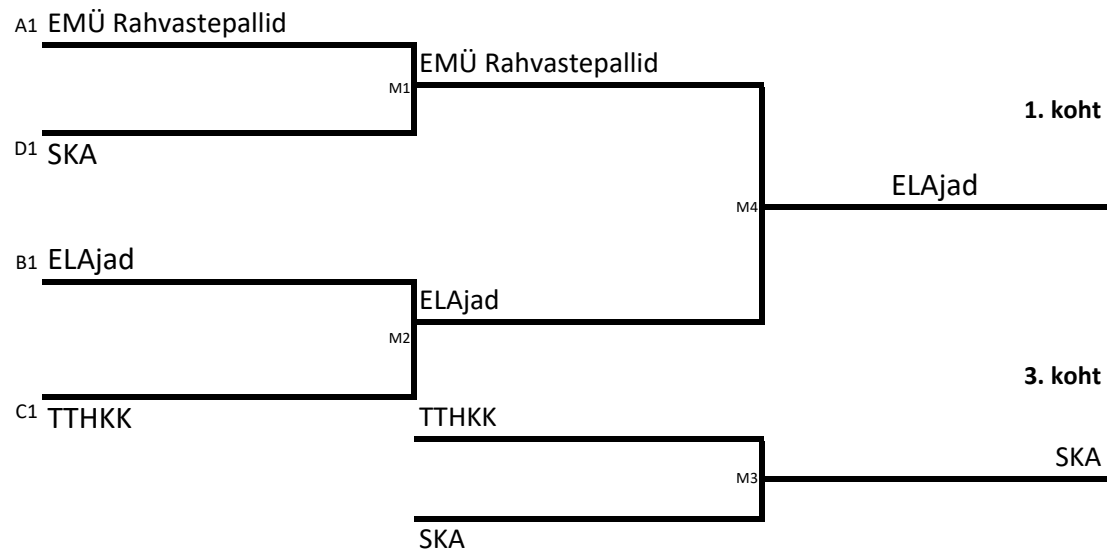 A1 EMÜ Rahvastepallid
EMÜ Rahvastepallid
M1
1. koht
D1 SKA
ELAjad
M4
B1 ELAjad
ELAjad
M2
3. koht
C1 TTHKK
TTHKK
SKA
M3
SKA